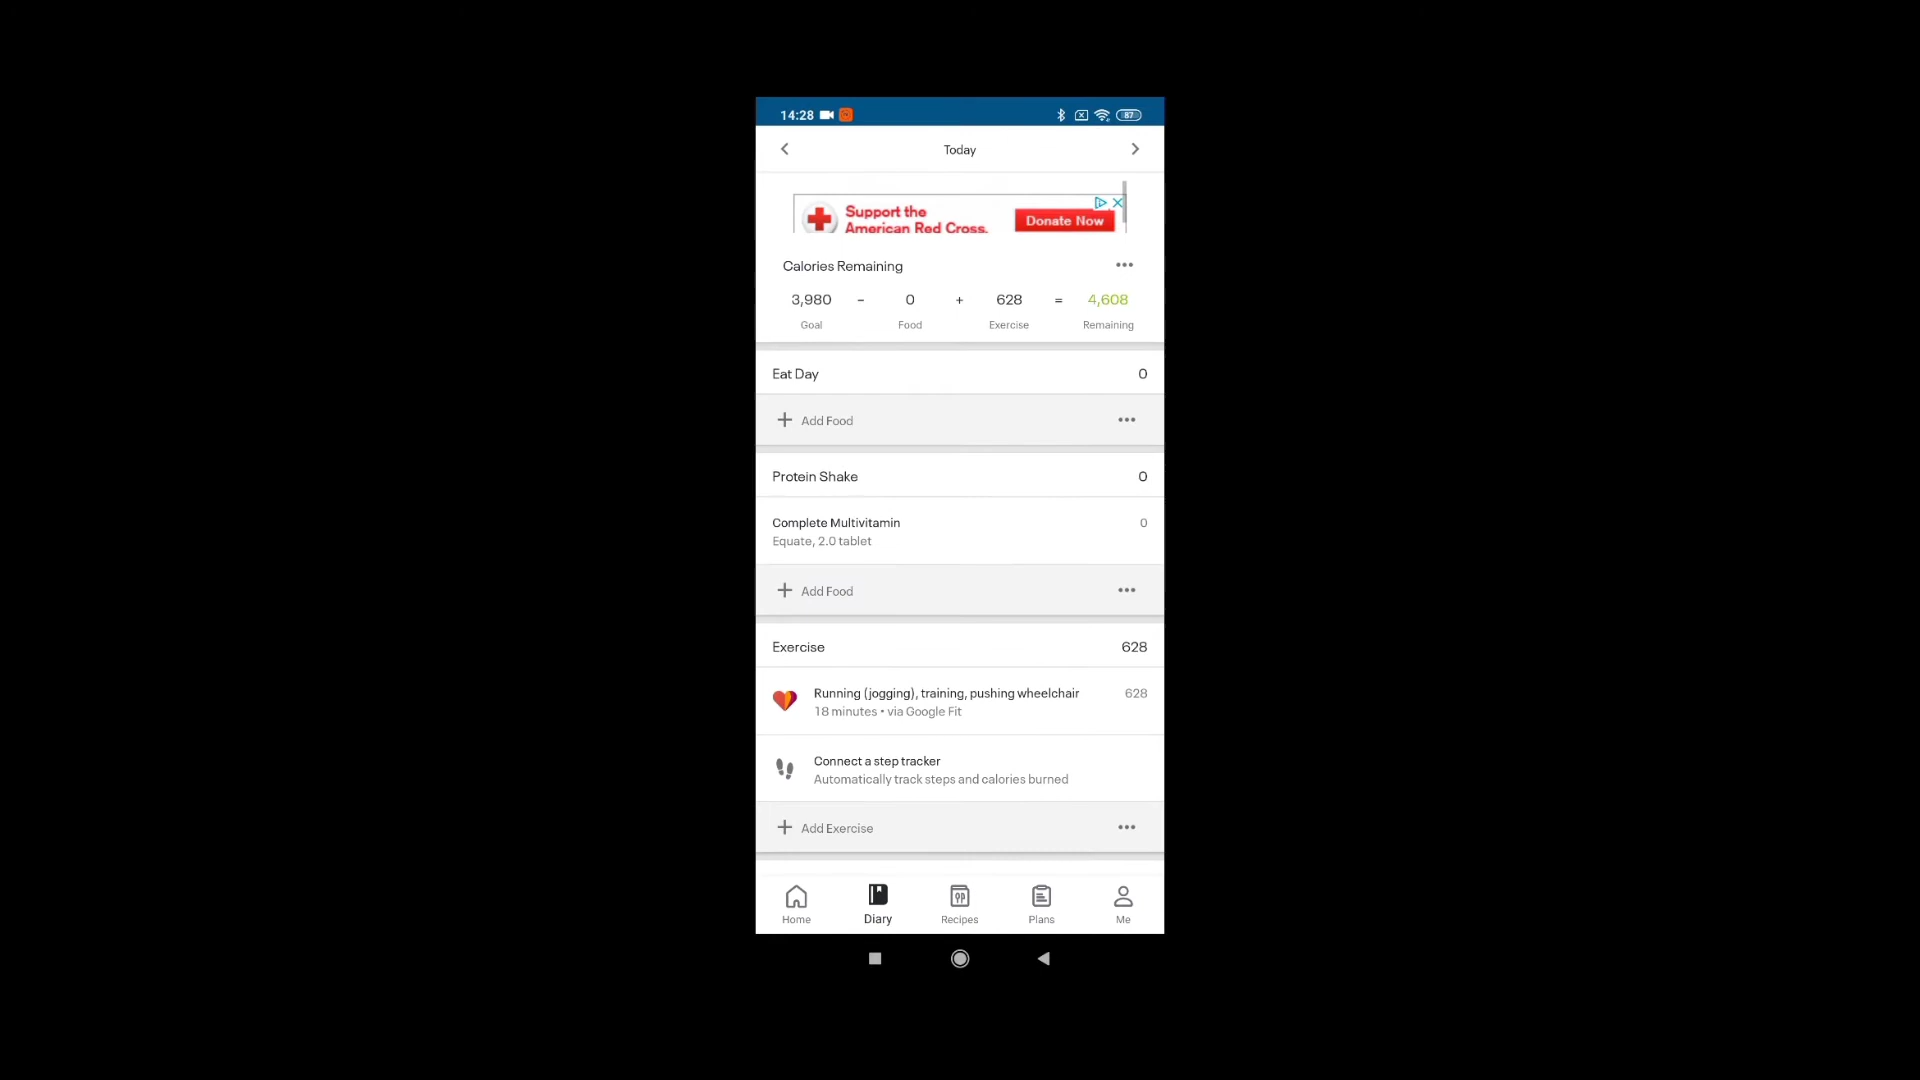 14:28 87
Today
Support the
American Red Cross.
Donate Now
Calories Remaining
3,980 - 0 + 628 = 4,608
Goal Food Exercise Remaining
Eat Day 0
Add Food
Protein Shake 0
Complete Multivitamin 0
Equate, 2.0 tablet
Add Food
Exercise 628
Running (jogging), training, pushing wheelchair 628
18 minutes • via Google Fit
Connect a step tracker
Automatically track steps and calories burned
Add Exercise
Home Diary Recipes Plans Me